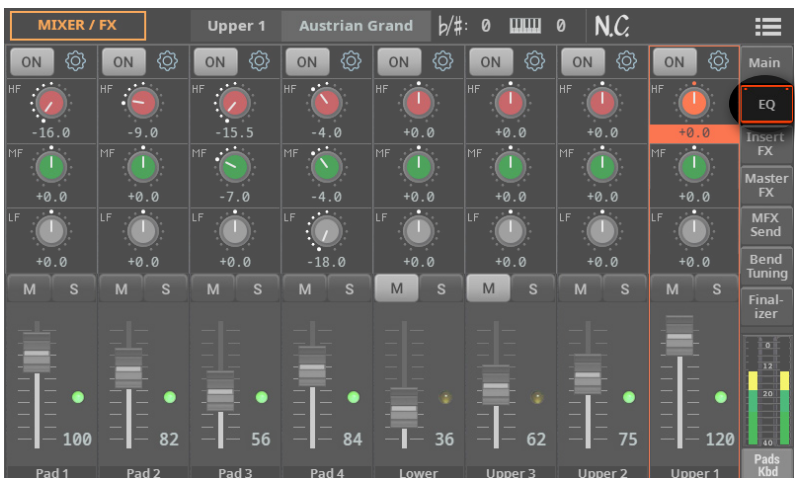 MIXER / FX Upper 1 Austrian Grand ♭/♯: 0 0 N.C.
ON ON ON ON ON ON ON ON Main
HF HF HF HF HF HF HF HF EQ
-16.0 -9.0 -15.5 -4.0 +0.0 +0.0 +0.0 +0.0
Insert
FX
MF MF MF MF MF MF MF MF
+0.0 +0.0 -7.0 -4.0 +0.0 +0.0 +0.0 +0.0
Master
FX
LF LF LF LF LF LF LF LF
+0.0 +0.0 +0.0 -18.0 +0.0 +0.0 +0.0 +0.0
MFX
Send
Bend
Tuning
M S M S M S M S M S M S M S M S
Final-
izer
0
12
20
40
100 82 56 84 36 62 75 120
Pad 1 Pad 2 Pad 3 Pad 4 Lower Upper 3 Upper 2 Upper 1
Pads
Kbd